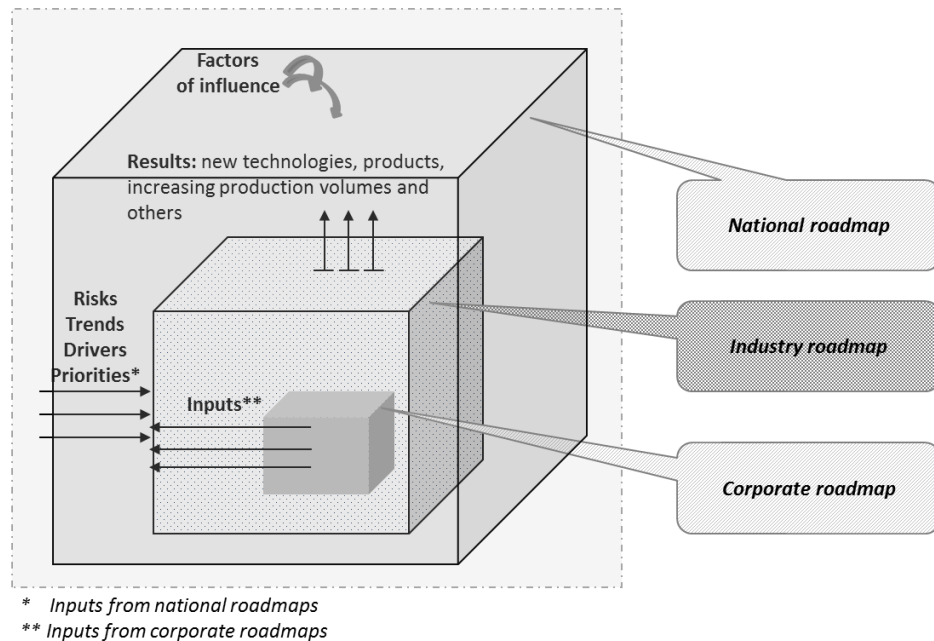 Factors
of influence
Results: new technologies, products,
increasing production volumes and
others
National roadmap
Risks
Trends
Drivers
Priorities*
Industry roadmap
Inputs**
Corporate roadmap
* Inputs from national roadmaps
** Inputs from corporate roadmaps